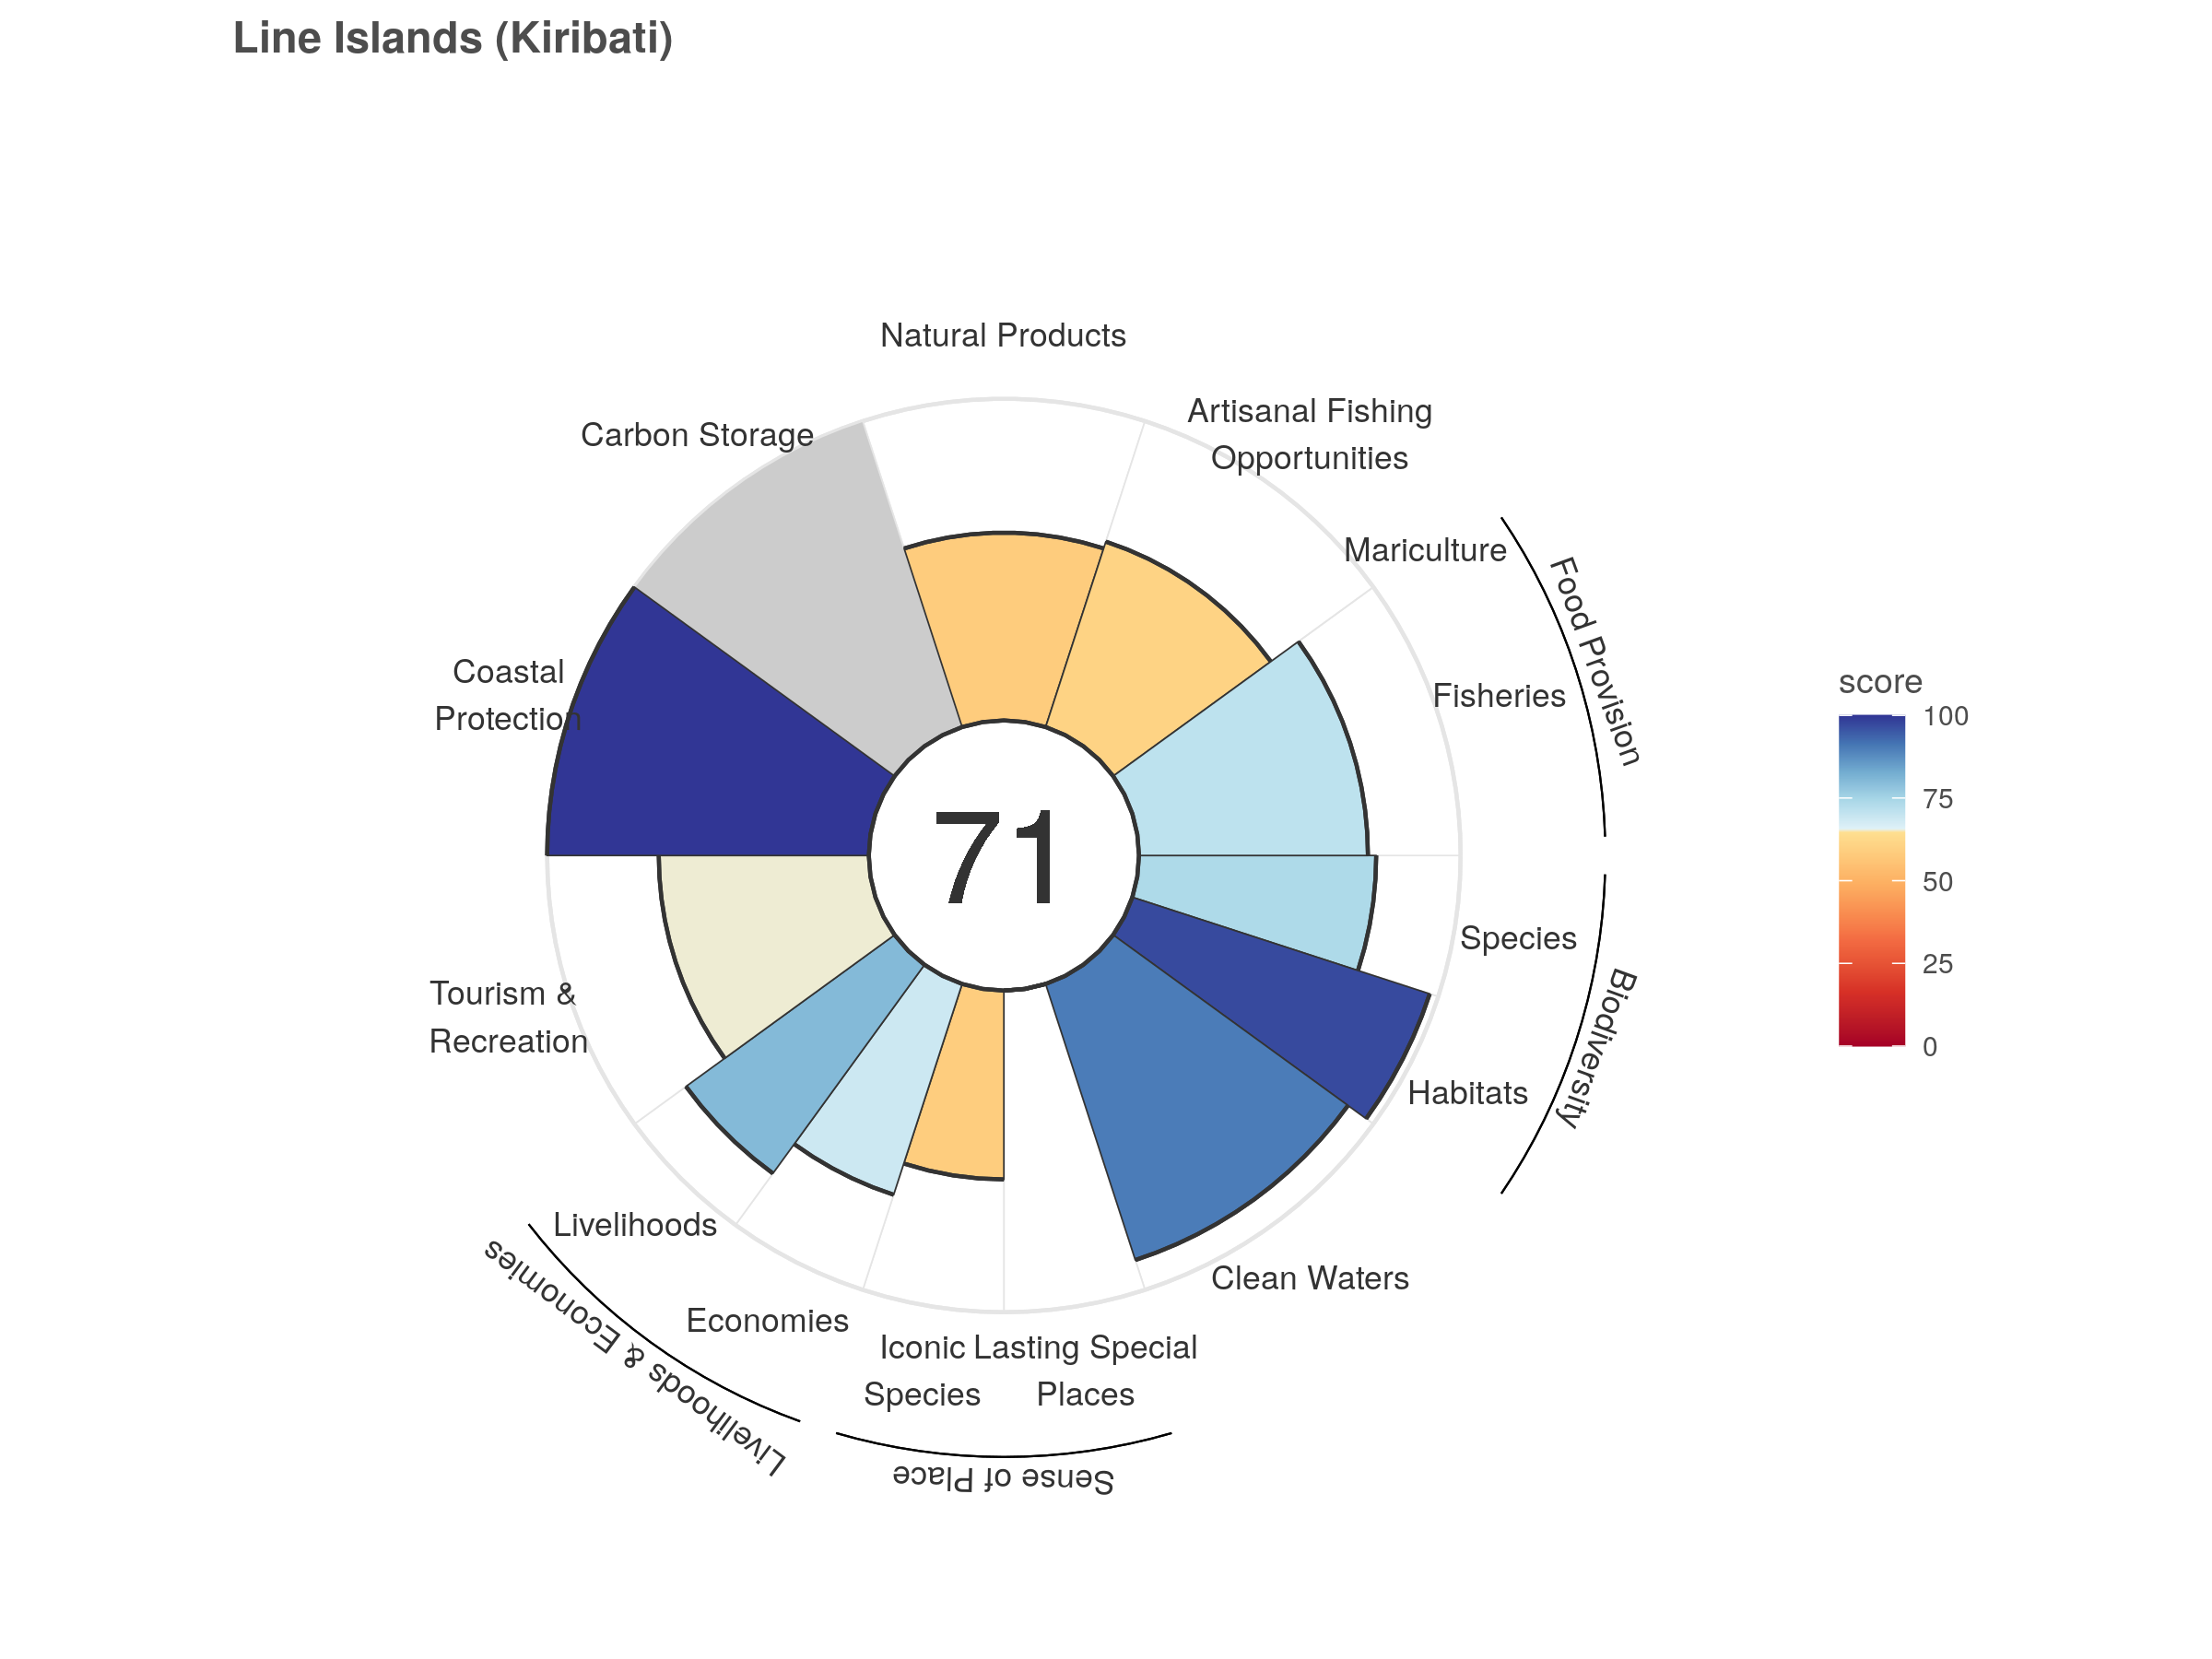 Line Islands (Kiribati)
Natural Products
Artisanal Fishing
Opportunities
Carbon Storage
Mariculture
Food Provision
Coastal
Protection
Fisheries
score
100
75
50
25
0
71
Species
Biodiversity
Tourism &
Recreation
Habitats
Livelihoods
Clean Waters
Economies
Livelihoods & Economies
Iconic
Species
Lasting Special
Places
Sense of Place